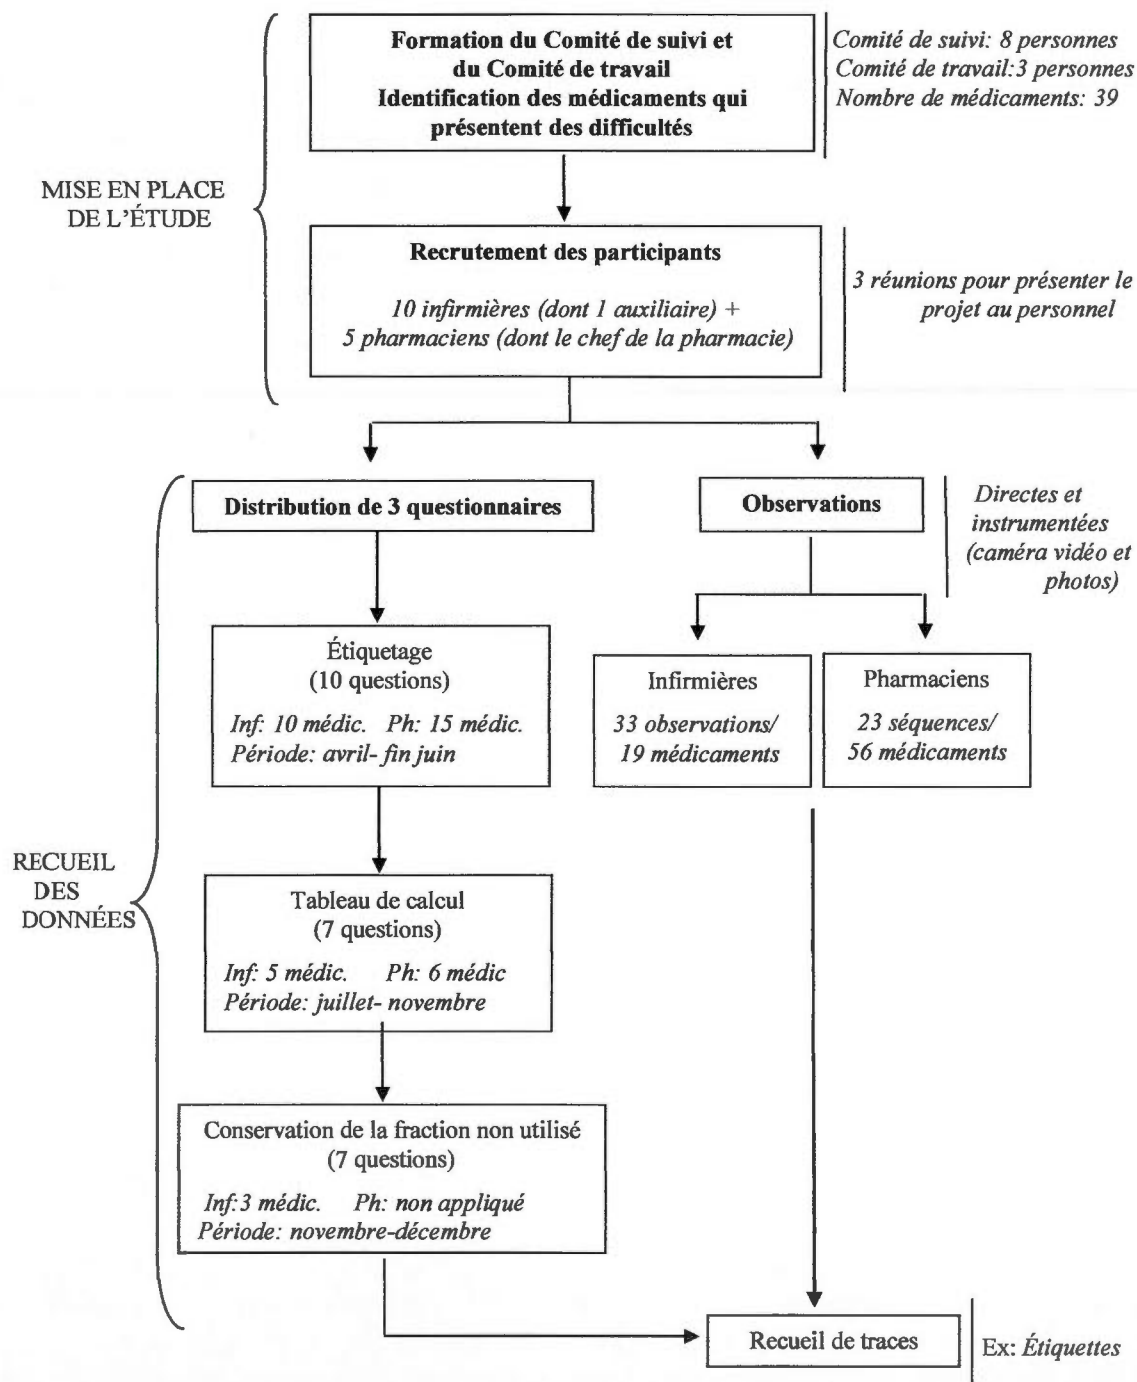 Formation du Comité de suivi et
du Comité de travail
Identification des médicaments qui
présentent des difficultés
Comité de suivi: 8 personnes
Comité de travail:3 personnes
Nombre de médicaments: 39
MISE EN PLACE
DE L'ÉTUDE
Recrutement des participants
10 infirmières (dont 1 auxiliaire) +
5 pharmaciens (dont le chef de la pharmacie)
3 réunions pour présenter le
projet au personnel
Distribution de 3 questionnaires
Observations
Directes et
instrumentées
(caméra vidéo et
photos)
Étiquetage
(10 questions)
Inf: 10 médic. Ph: 15 médic.
Période: avril- fin juin
Infirmières
33 observations/
19 médicaments
Pharmaciens
23 séquences/
56 médicaments
RECUEIL
DES
DONNÉES
Tableau de calcul
(7 questions)
Inf: 5 médic. Ph: 6 médic
Période: juillet- novembre
Conservation de la fraction non utilisé
(7 questions)
Inf:3 médic. Ph: non appliqué
Période: novembre-décembre
Recueil de traces
Ex: Étiquettes